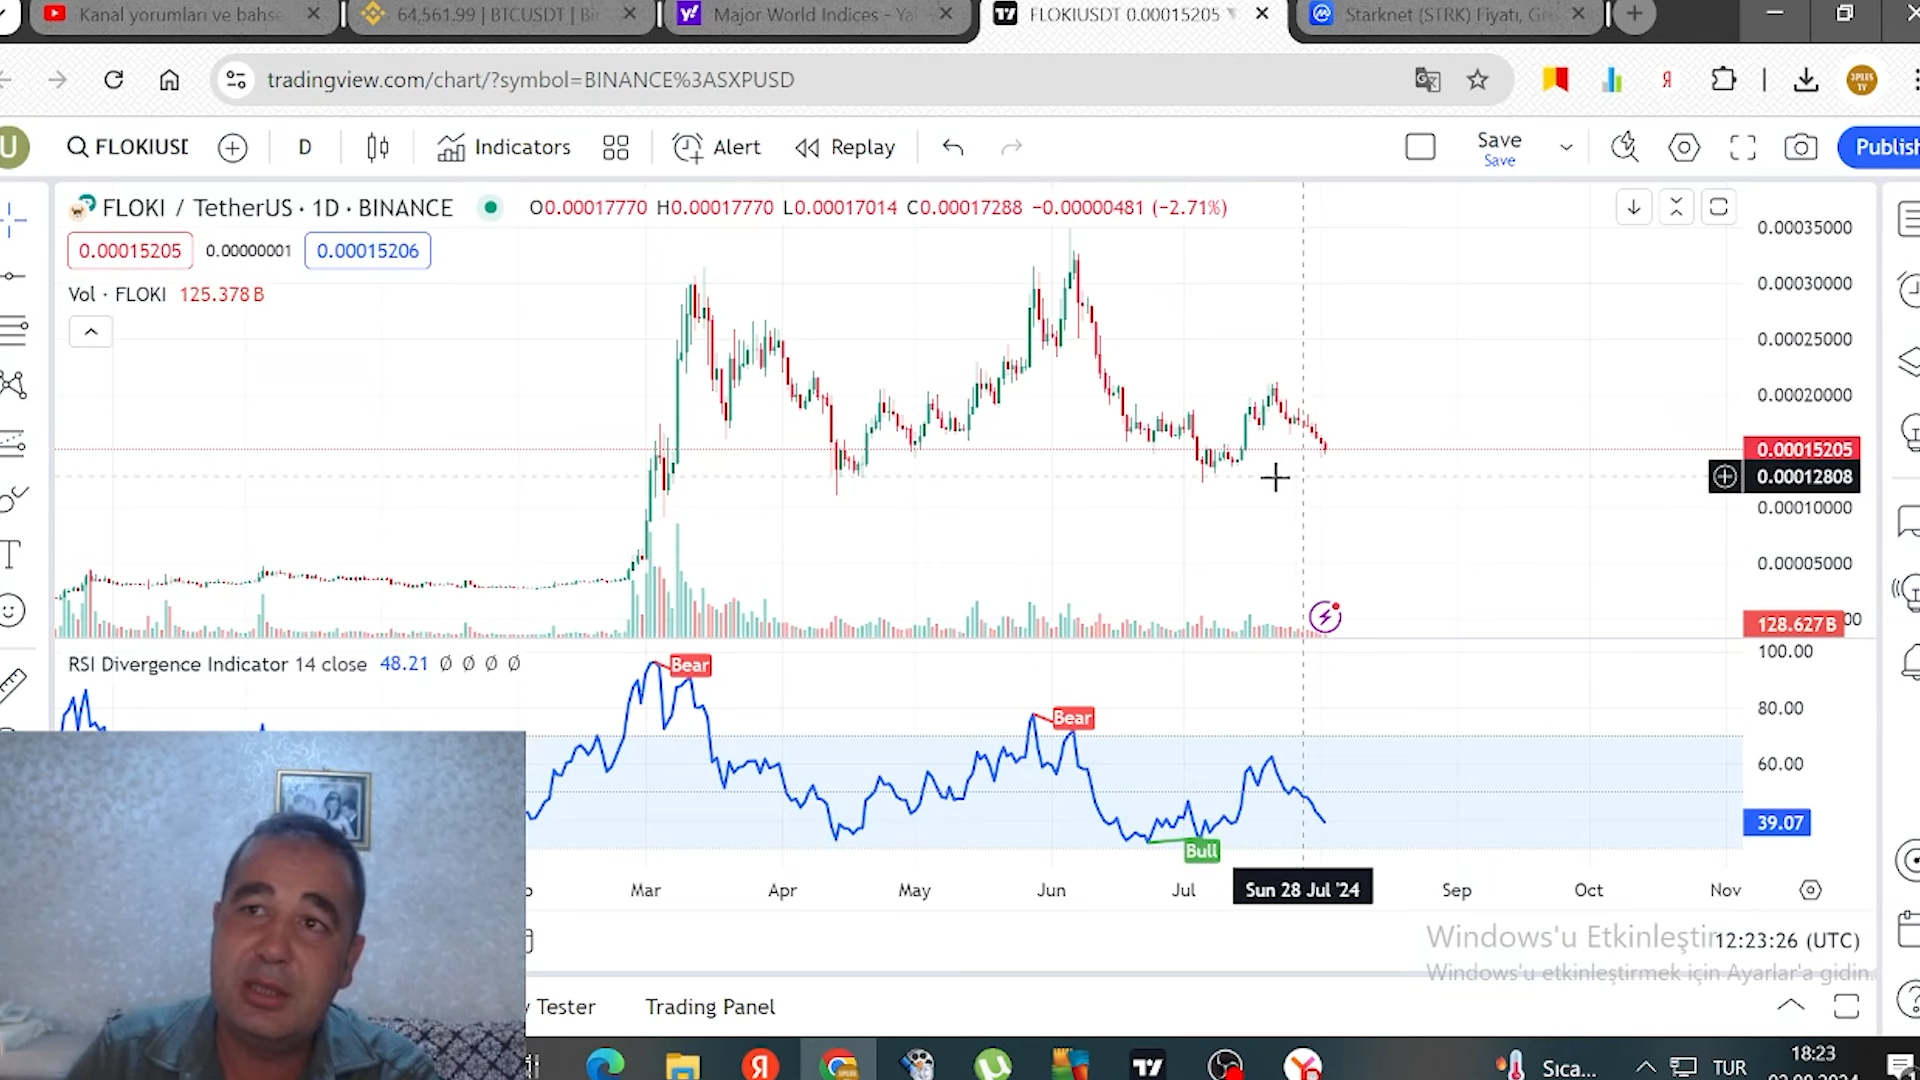 Kanal yorumları ve bahse
64,561.99 | BTCUSDT | Bi
Major World Indices - Ya
FLOKIUSDT 0.00015205
Starknet (STRK) Fiyatı, Gr
tradingview.com/chart/?symbol=BINANCE%3ASXPUSD
3PLES TV
U
FLOKIUSD
D
Indicators
Alert
Replay
Save
Save
Publish
FLOKI / TetherUS · 1D · BINANCE
O0.00017770 H0.00017770 L0.00017014 C0.00017288 −0.00000481 (−2.71%)
0.00015205
0.00000001
0.00015206
Vol · FLOKI 125.378 B
0.00035000
0.00030000
0.00025000
0.00020000
0.00015205
0.00012808
0.00010000
0.00005000
128.627 B
RSI Divergence Indicator 14 close 48.21 Ø Ø Ø Ø
Bear
Bear
Bull
100.00
80.00
60.00
39.07
Mar
Apr
May
Jun
Jul
Sun 28 Jul '24
Sep
Oct
Nov
Windows'u Etkinleştir
12:23:26 (UTC)
Windows'u etkinleştirmek için Ayarlar'a gidin.
Tester
Trading Panel
Sıca...
TUR
18:23